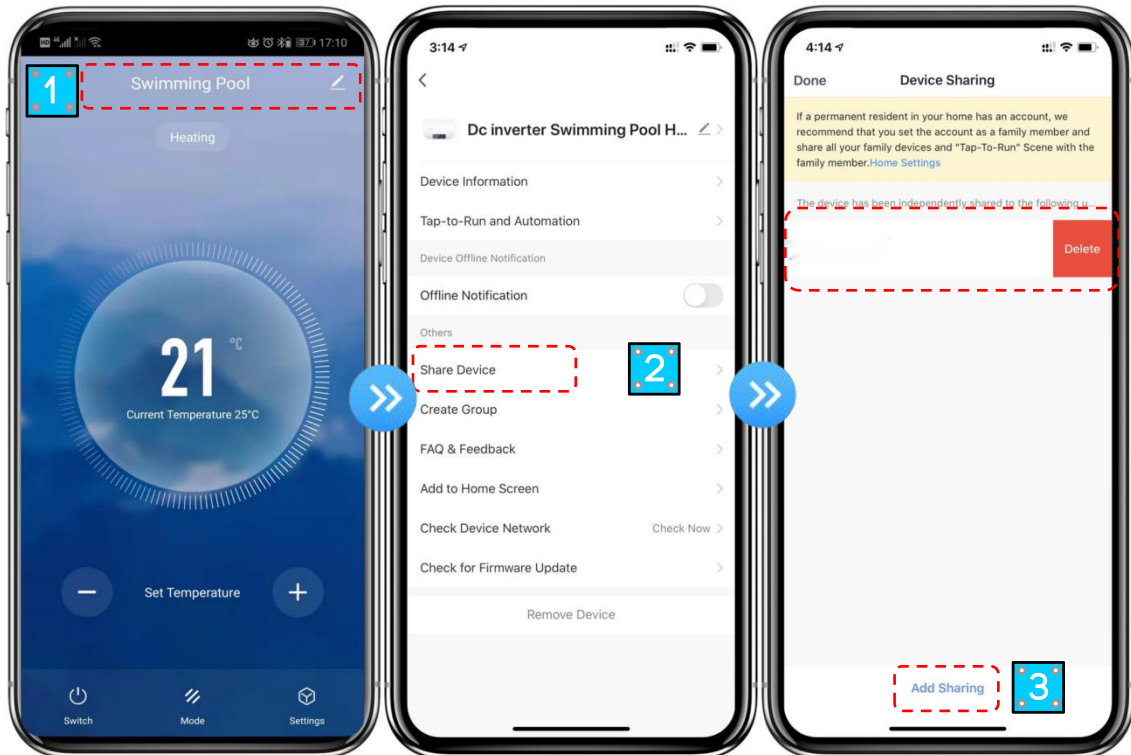 17:10
1
Swimming Pool
Heating
21 °C
Current Temperature 25°C
Set Temperature
Switch
Mode
Settings
3:14
Dc inverter Swimming Pool H...
Device Information
Tap-to-Run and Automation
Device Offline Notification
Offline Notification
Others
Share Device
2
Create Group
FAQ & Feedback
Add to Home Screen
Check Device Network Check Now
Check for Firmware Update
Remove Device
4:14
Done Device Sharing
If a permanent resident in your home has an account, we
recommend that you set the account as a family member and
share all your family devices and "Tap-To-Run" Scene with the
family member.Home Settings
The device has been independently shared to the following u...
Delete
Add Sharing
3